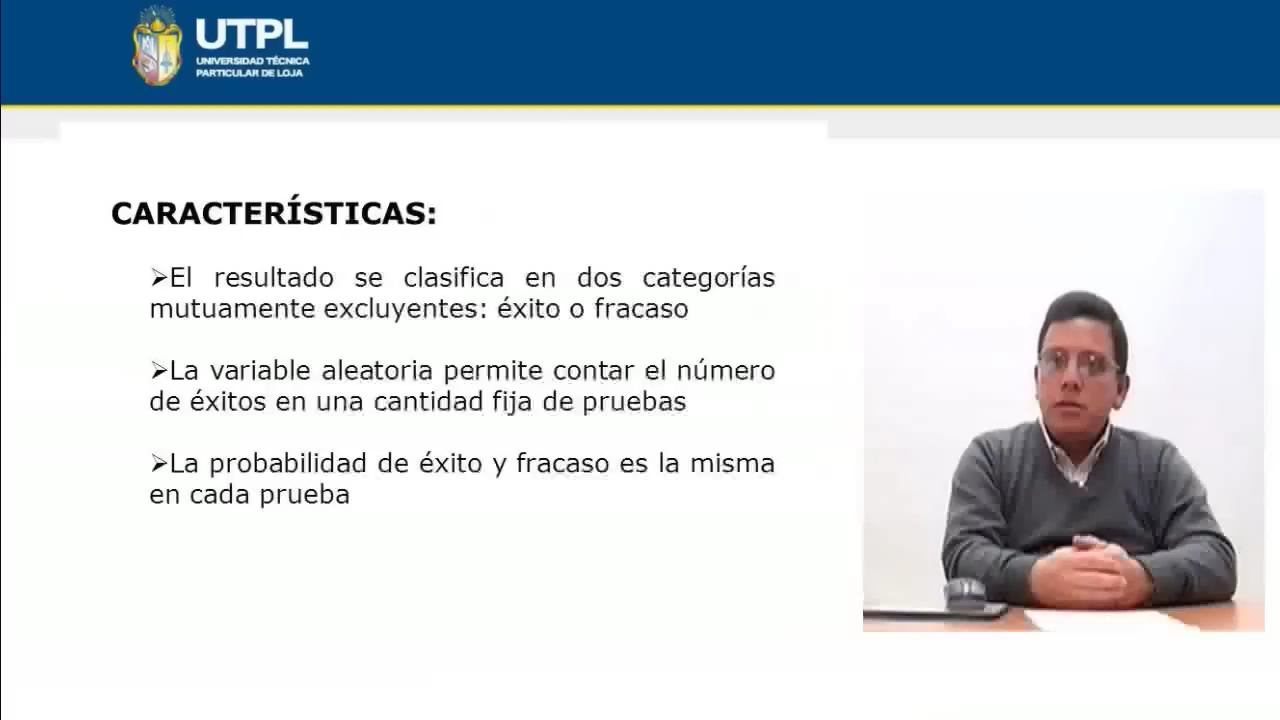 UTPL
UNIVERSIDAD TÉCNICA
PARTICULAR DE LOJA
CARACTERÍSTICAS:
➢El resultado se clasifica en dos categorías
mutuamente excluyentes: éxito o fracaso
➢La variable aleatoria permite contar el número
de éxitos en una cantidad fija de pruebas
➢La probabilidad de éxito y fracaso es la misma
en cada prueba